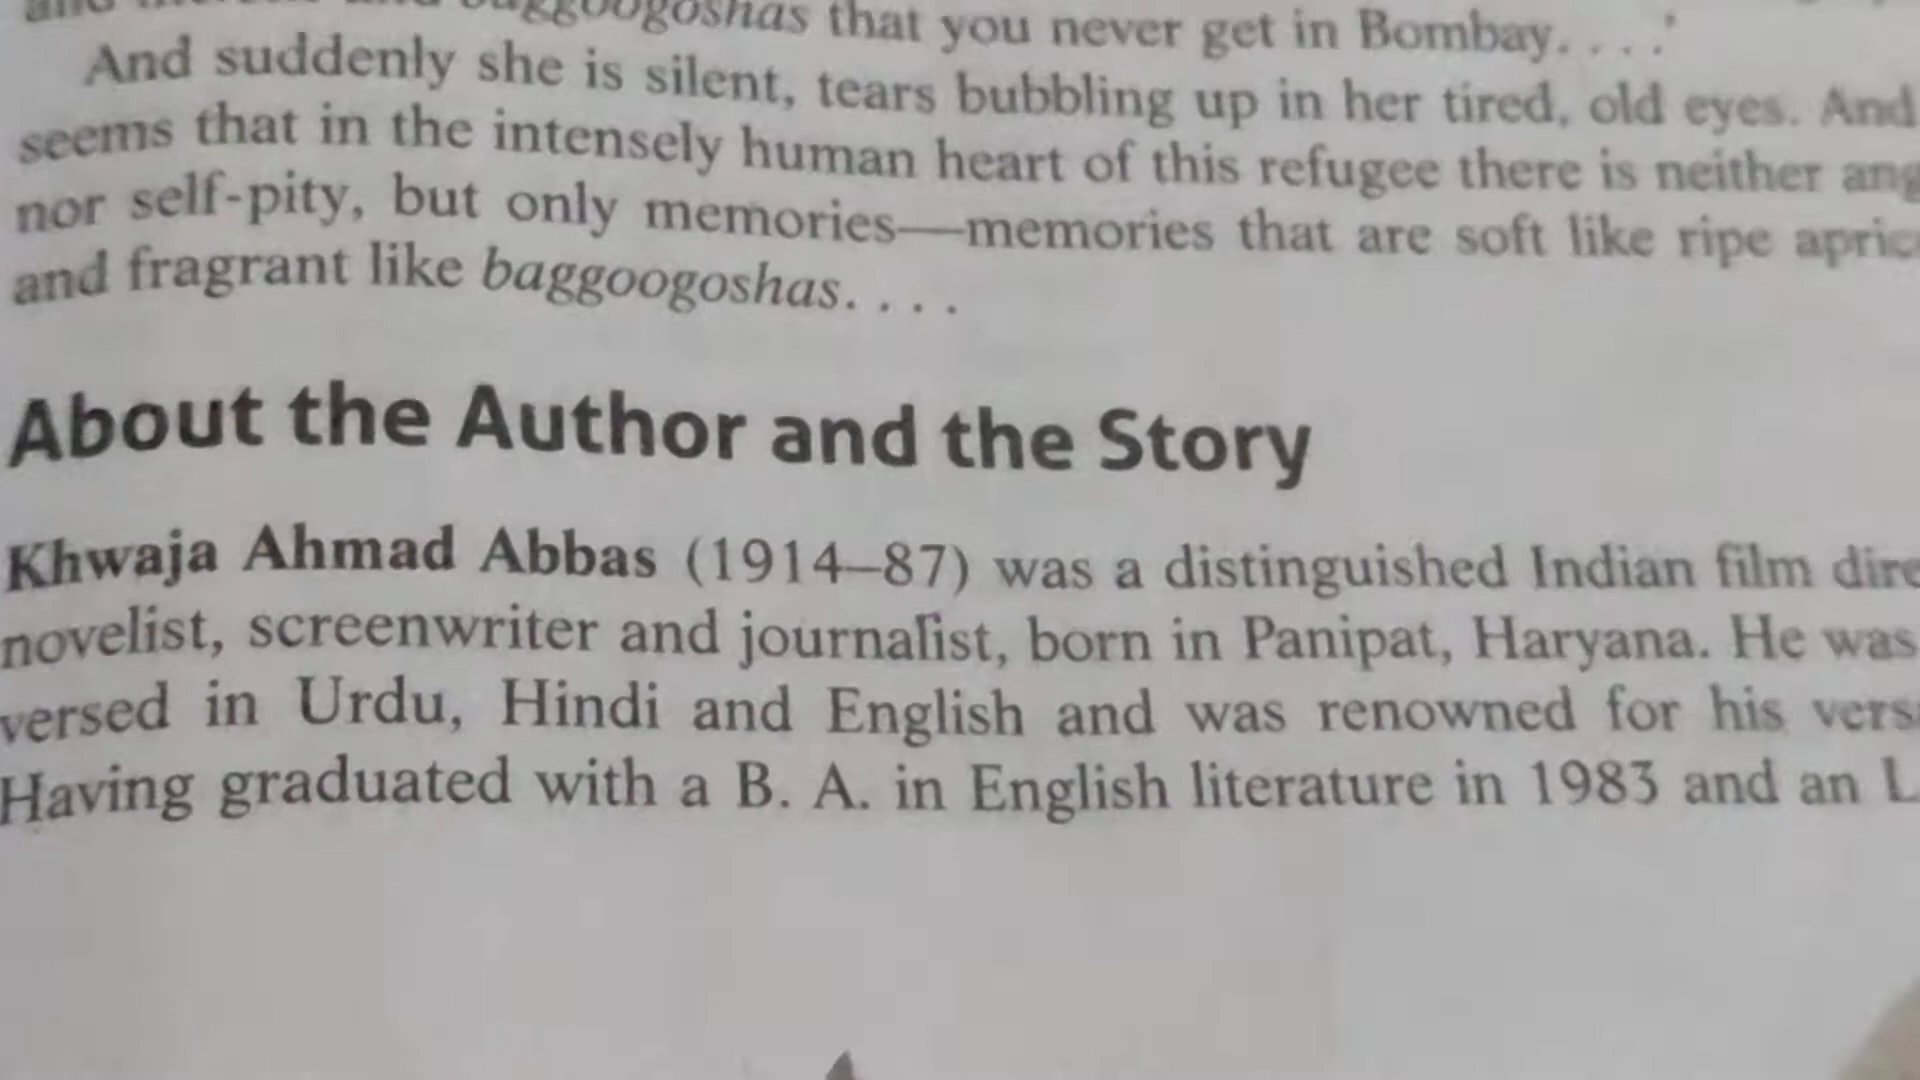 baggoogoshas that you never get in Bombay. . . .'
And suddenly she is silent, tears bubbling up in her tired, old eyes. And
seems that in the intensely human heart of this refugee there is neither ang
nor self-pity, but only memories—memories that are soft like ripe apric
and fragrant like baggoogoshas. . . .
About the Author and the Story
Khwaja Ahmad Abbas (1914–87) was a distinguished Indian film dire
novelist, screenwriter and journalist, born in Panipat, Haryana. He was
versed in Urdu, Hindi and English and was renowned for his vers
Having graduated with a B. A. in English literature in 1983 and an L